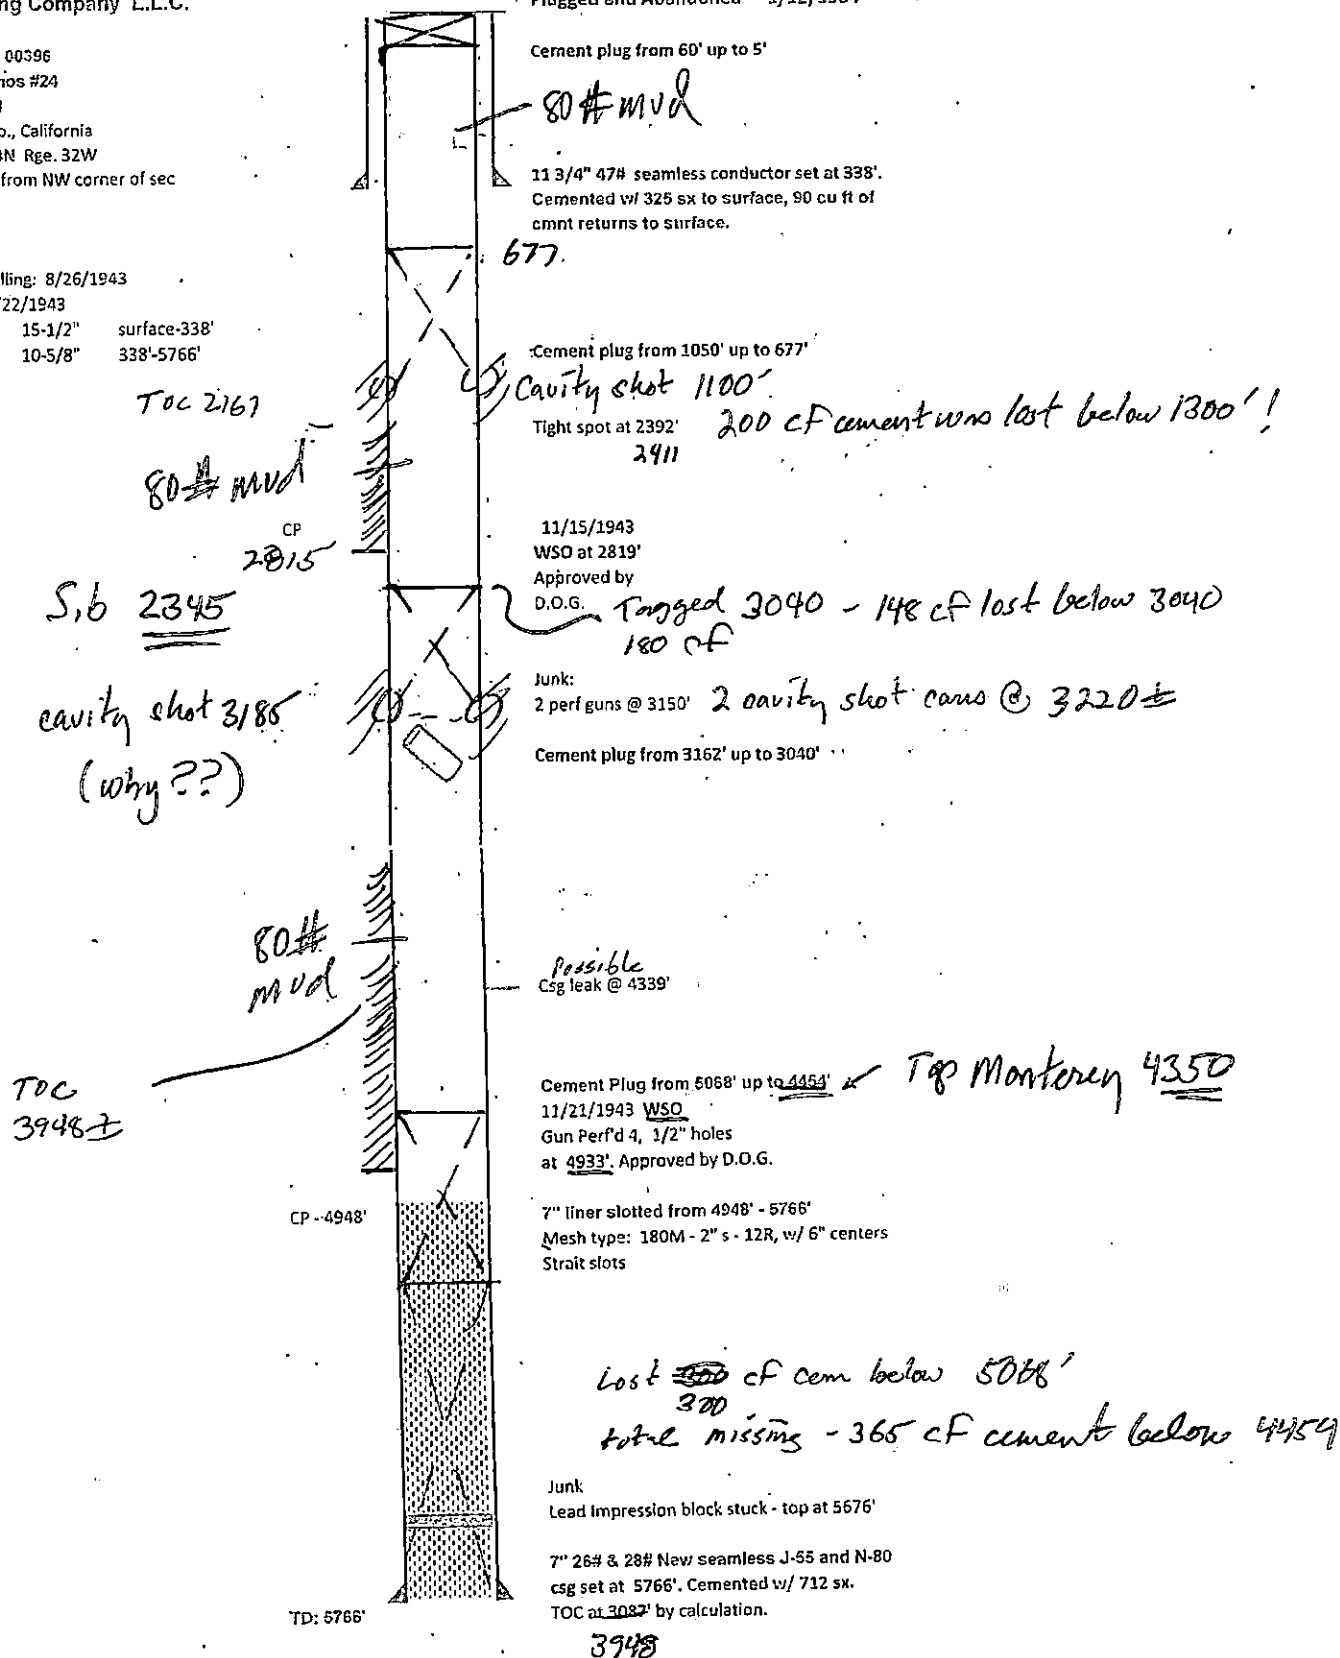 ng Company L.L.C.
Plugged and Abandoned
00396
ios #24
o., California
N Rge. 32W
from NW corner of sec
Cement plug from 60' up to 5'
80# mud
11 3/4" 47# seamless conductor set at 338'.
Cemented w/ 325 sx to surface, 90 cu ft of
cmnt returns to surface.
677.
lling: 8/26/1943
22/1943
15-1/2" surface-338'
10-5/8" 338'-5766'
Cement plug from 1050' up to 677'
Cavity shot 1100'
TOC 2167
Tight spot at 2392' 200 cf cement was lost below 1300'!
2411
80# mud
CP
2815
11/15/1943
WSO at 2819'
Approved by
D.O.G.
Tagged 3040 - 148 cf lost below 3040
180 cf
S,b 2345
Junk:
2 perf guns @ 3150' 2 cavity shot cans @ 3220±
cavity shot 3185
(why ??)
Cement plug from 3162' up to 3040'
80#
mud
Possible
Csg leak @ 4339'
TOC
3948±
Cement Plug from 5068' up to 4454' Top Monterey 4350
11/21/1943 WSO
Gun Perf'd 4, 1/2" holes
at 4933'. Approved by D.O.G.
CP - 4948'
7" liner slotted from 4948' - 5766'
Mesh type: 180M - 2" s - 12R, w/ 6" centers
Strait slots
Lost 300 cf cem below 5068'
300
total missing - 365 cf cement below 4454
Junk
Lead Impression block stuck - top at 5676'
7" 26# & 28# New seamless J-55 and N-80
csg set at 5766'. Cemented w/ 712 sx.
TOC at 3087' by calculation.
3948
TD: 5766'